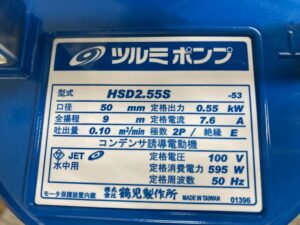 ツルミポンプ
型式 HSD2.55S -53
口径 50 mm 定格出力 0.55 kW
全揚程 9 m 定格電流 7.6 A
吐出量 0.10 m³/min 極数 2P / 絶縁 E
コンデンサ誘導電動機
JET 定格電圧 100 V
水中用 定格消費電力 595 W
定格周波数 50 Hz
モータ保護装置内蔵 株式会社 鶴見製作所 MADE IN TAIWAN 01396